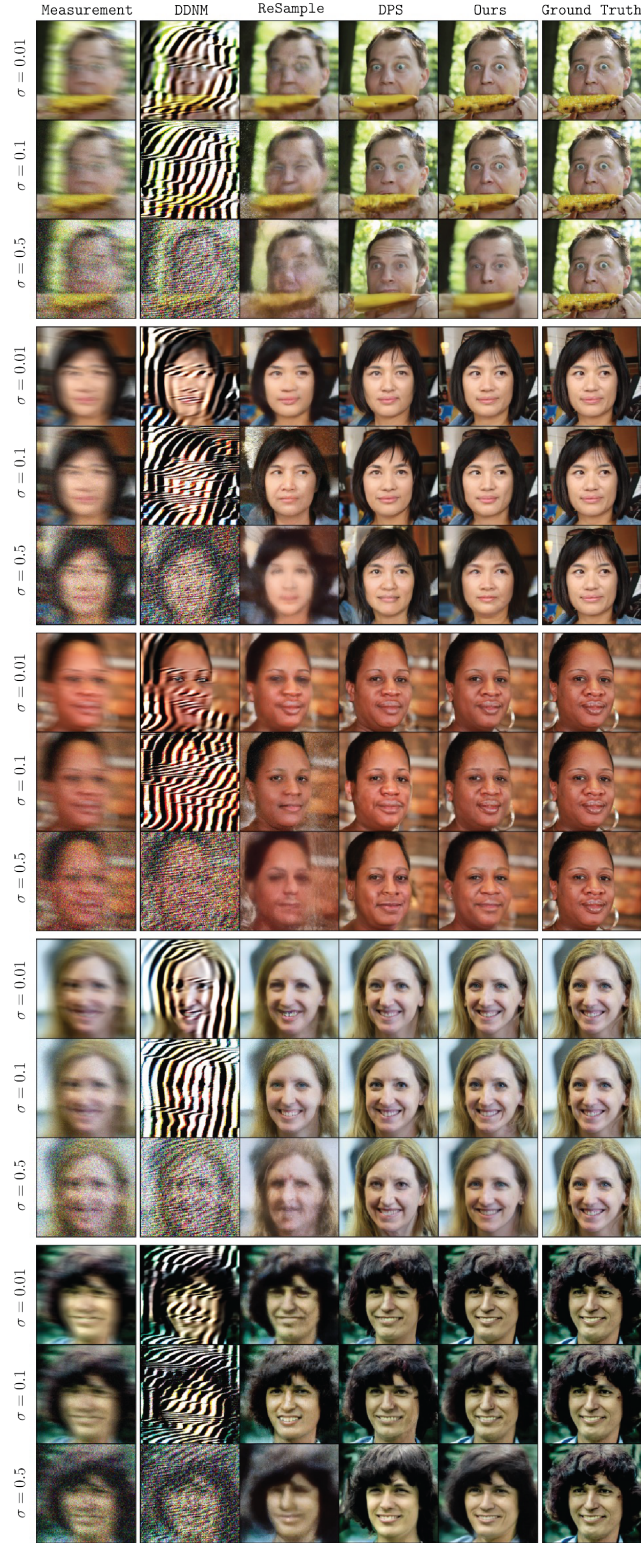 Measurement DDNM ReSample DPS Ours Ground Truth
σ = 0.01
σ = 0.1
σ = 0.5
σ = 0.01
σ = 0.1
σ = 0.5
σ = 0.01
σ = 0.1
σ = 0.5
σ = 0.01
σ = 0.1
σ = 0.5
σ = 0.01
σ = 0.1
σ = 0.5